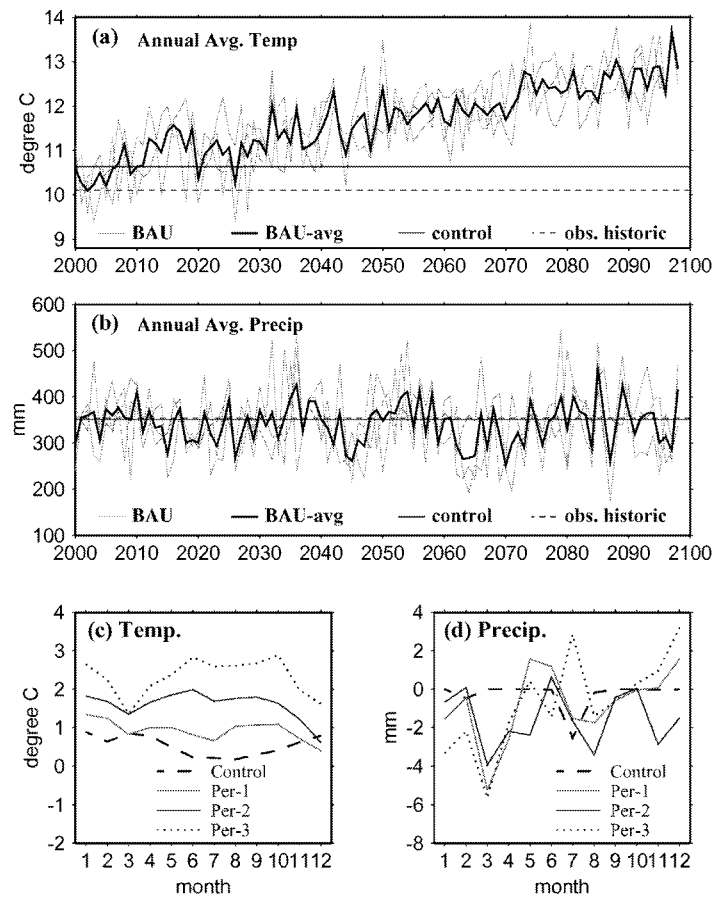 14
13
12
11
10
9
degree C
(a) Annual Avg. Temp
BAU BAU-avg control obs. historic
2000 2010 2020 2030 2040 2050 2060 2070 2080 2090 2100
600
500
400
300
200
100
mm
(b) Annual Avg. Precip
BAU BAU-avg control obs. historic
2000 2010 2020 2030 2040 2050 2060 2070 2080 2090 2100
4
3
2
1
0
-1
-2
degree C
(c) Temp.
Control
Per-1
Per-2
Per-3
1 2 3 4 5 6 7 8 9 10 11 12
month
4
2
0
-2
-4
-6
-8
mm
(d) Precip.
Control
Per-1
Per-2
Per-3
1 2 3 4 5 6 7 8 9 10 11 12
month